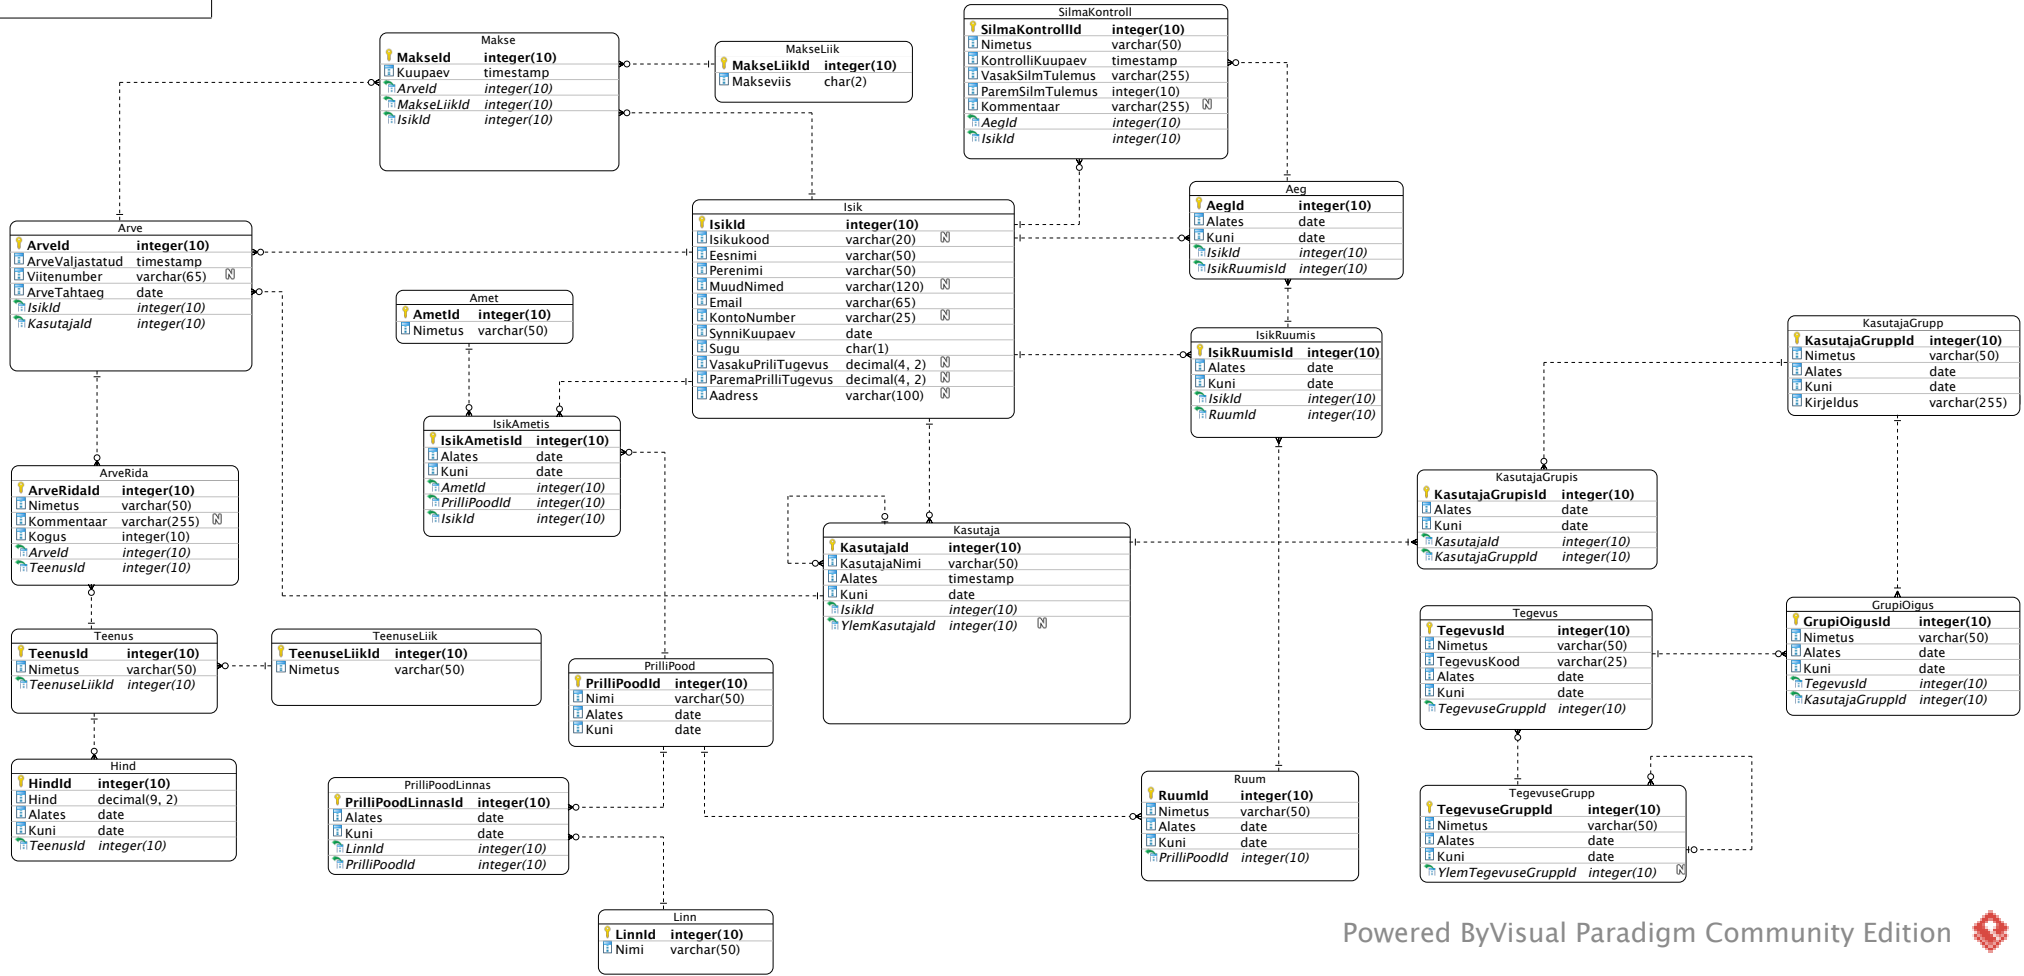 SilmaKontroll
SilmaKontrollId integer(10)
Nimetus varchar(50)
KontrolliKuupaev timestamp
VasakSilmTulemus varchar(255)
ParemSilmTulemus integer(10)
Kommentaar varchar(255) N
AegId integer(10)
IsikId integer(10)
Makse
MakseId integer(10)
Kuupaev timestamp
ArveId integer(10)
MakseLiikId integer(10)
IsikId integer(10)
MakseLiik
MakseLiikId integer(10)
Makseviis char(2)
Aeg
AegId integer(10)
Alates date
Kuni date
IsikId integer(10)
IsikRuumisId integer(10)
Isik
IsikId integer(10)
Isikukood varchar(20) N
Eesnimi varchar(50)
Perenimi varchar(50)
MuudNimed varchar(120) N
Email varchar(65)
KontoNumber varchar(25) N
SynniKuupaev date
Sugu char(1)
VasakuPriliTugevus decimal(4, 2) N
ParemaPrilliTugevus decimal(4, 2) N
Aadress varchar(100) N
Arve
ArveId integer(10)
ArveValjastatud timestamp
Viitenumber varchar(65) N
ArveTahtaeg date
IsikId integer(10)
KasutajaId integer(10)
Amet
AmetId integer(10)
Nimetus varchar(50)
IsikRuumis
IsikRuumisId integer(10)
Alates date
Kuni date
IsikId integer(10)
RuumId integer(10)
KasutajaGrupp
KasutajaGruppId integer(10)
Nimetus varchar(50)
Alates date
Kuni date
Kirjeldus varchar(255)
IsikAmetis
IsikAmetisId integer(10)
Alates date
Kuni date
AmetId integer(10)
PrilliPoodId integer(10)
IsikId integer(10)
ArveRida
ArveRidaId integer(10)
Nimetus varchar(50)
Kommentaar varchar(255) N
Kogus integer(10)
ArveId integer(10)
TeenusId integer(10)
KasutajaGrupis
KasutajaGrupisId integer(10)
Alates date
Kuni date
KasutajaId integer(10)
KasutajaGruppId integer(10)
Kasutaja
KasutajaId integer(10)
KasutajaNimi varchar(50)
Alates timestamp
Kuni date
IsikId integer(10)
YlemKasutajaId integer(10) N
GrupiOigus
GrupiOigusId integer(10)
Nimetus varchar(50)
Alates date
Kuni date
TegevusId integer(10)
KasutajaGruppId integer(10)
Tegevus
TegevusId integer(10)
Nimetus varchar(50)
TegevusKood varchar(25)
Alates date
Kuni date
TegevuseGruppId integer(10)
Teenus
TeenusId integer(10)
Nimetus varchar(50)
TeenuseLiikId integer(10)
TeenuseLiik
TeenuseLiikId integer(10)
Nimetus varchar(50)
PrilliPood
PrilliPoodId integer(10)
Nimi varchar(50)
Alates date
Kuni date
Hind
HindId integer(10)
Hind decimal(9, 2)
Alates date
Kuni date
TeenusId integer(10)
PrilliPoodLinnas
PrilliPoodLinnasId integer(10)
Alates date
Kuni date
LinnId integer(10)
PrilliPoodId integer(10)
Ruum
RuumId integer(10)
Nimetus varchar(50)
Alates date
Kuni date
PrilliPoodId integer(10)
TegevuseGrupp
TegevuseGruppId integer(10)
Nimetus varchar(50)
Alates date
Kuni date
YlemTegevuseGruppId integer(10) N
Linn
LinnId integer(10)
Nimi varchar(50)
Powered ByVisual Paradigm Community Edition